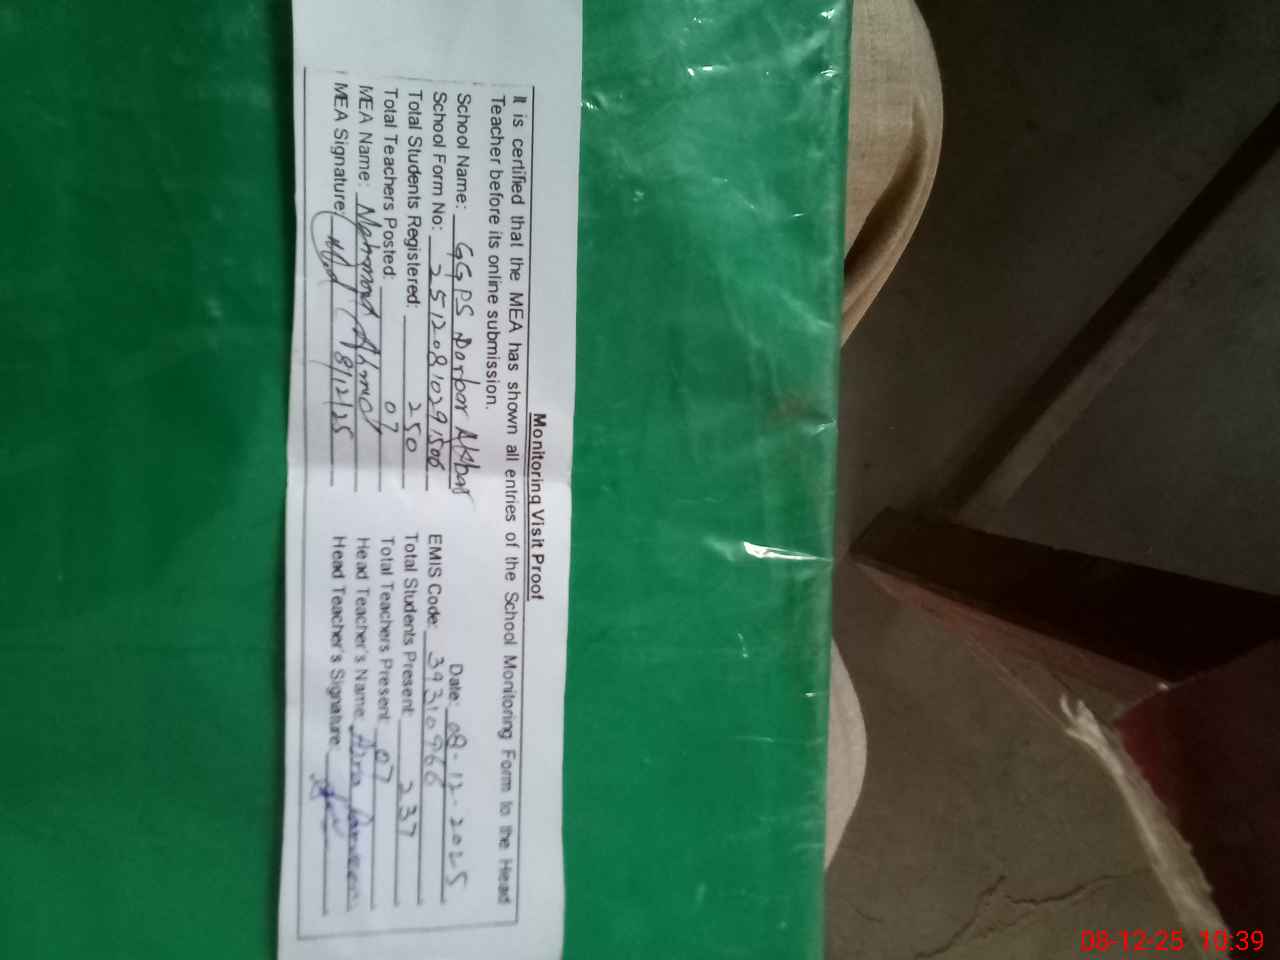 Monitoring Visit Proof
It is certified that the MEA has shown all entries of the School Monitoring Form to the Head
Teacher before its online submission.
Date: 08-12-2025
School Name: GGPS Darbar Akbar
School Form No: 2512081029 EMIS Code: 39310966
Total Students Registered: 250 Total Students Present: 237
Total Teachers Posted: 07 Total Teachers Present: 07
MEA Name: Ahmad Head Teacher's Name: Parveen
MEA Signature: 8/12/25 Head Teacher's Signature:
08-12-25 10:39